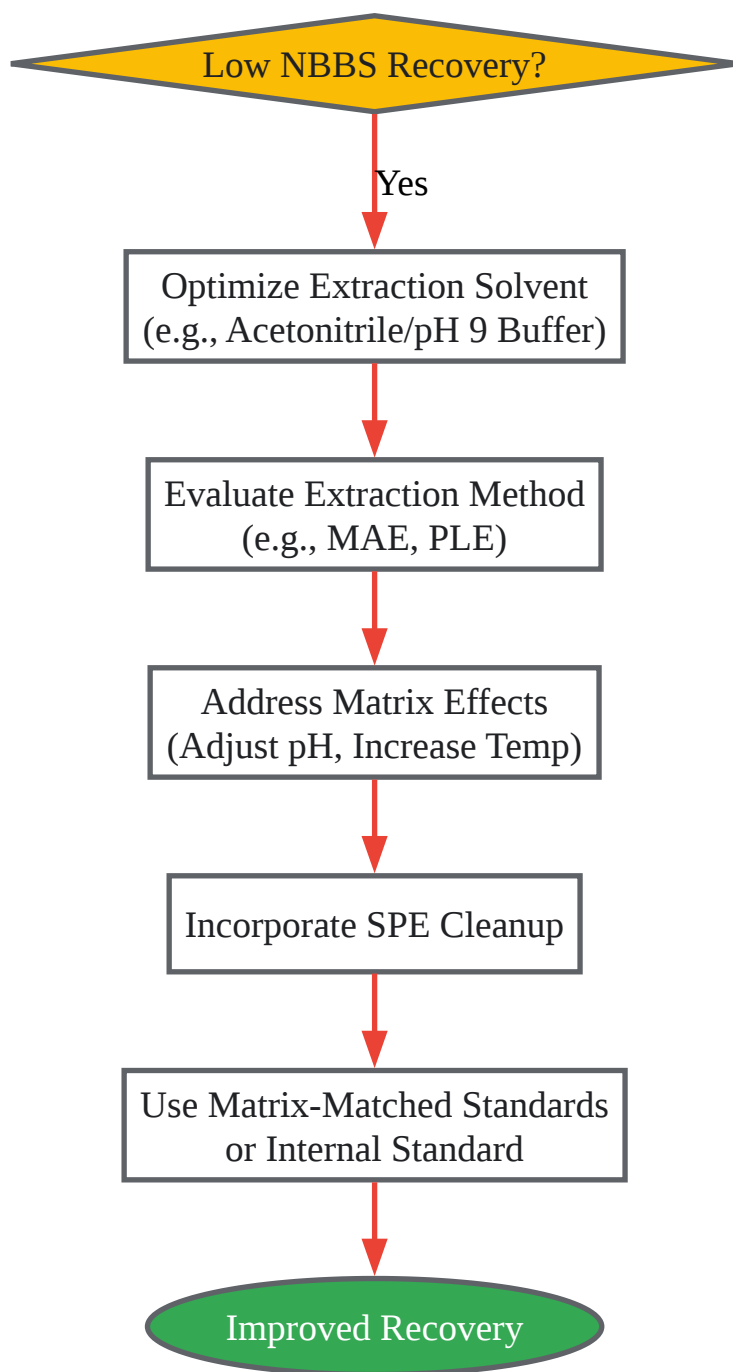 Low NBBS Recovery?
Yes
Optimize Extraction Solvent
(e.g., Acetonitrile/pH 9 Buffer)
Evaluate Extraction Method
(e.g., MAE, PLE)
Address Matrix Effects
(Adjust pH, Increase Temp)
Incorporate SPE Cleanup
Use Matrix-Matched Standards
or Internal Standard
Improved Recovery